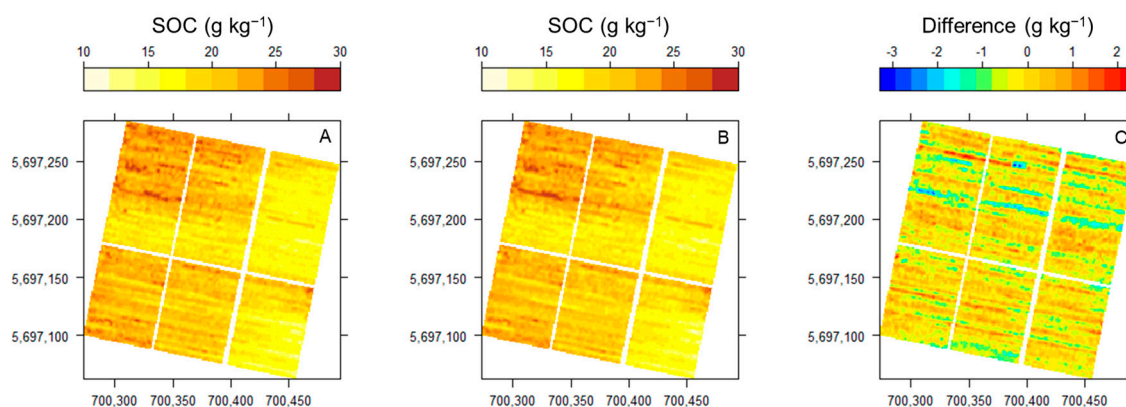 SOC (g kg⁻¹) SOC (g kg⁻¹) Difference (g kg⁻¹)
10 15 20 25 30 10 15 20 25 30 -3 -2 -1 0 1 2
A B C
5,697,250 5,697,250 5,697,250
5,697,200 5,697,200 5,697,200
5,697,150 5,697,150 5,697,150
5,697,100 5,697,100 5,697,100
700,300 700,350 700,400 700,450 700,300 700,350 700,400 700,450 700,300 700,350 700,400 700,450